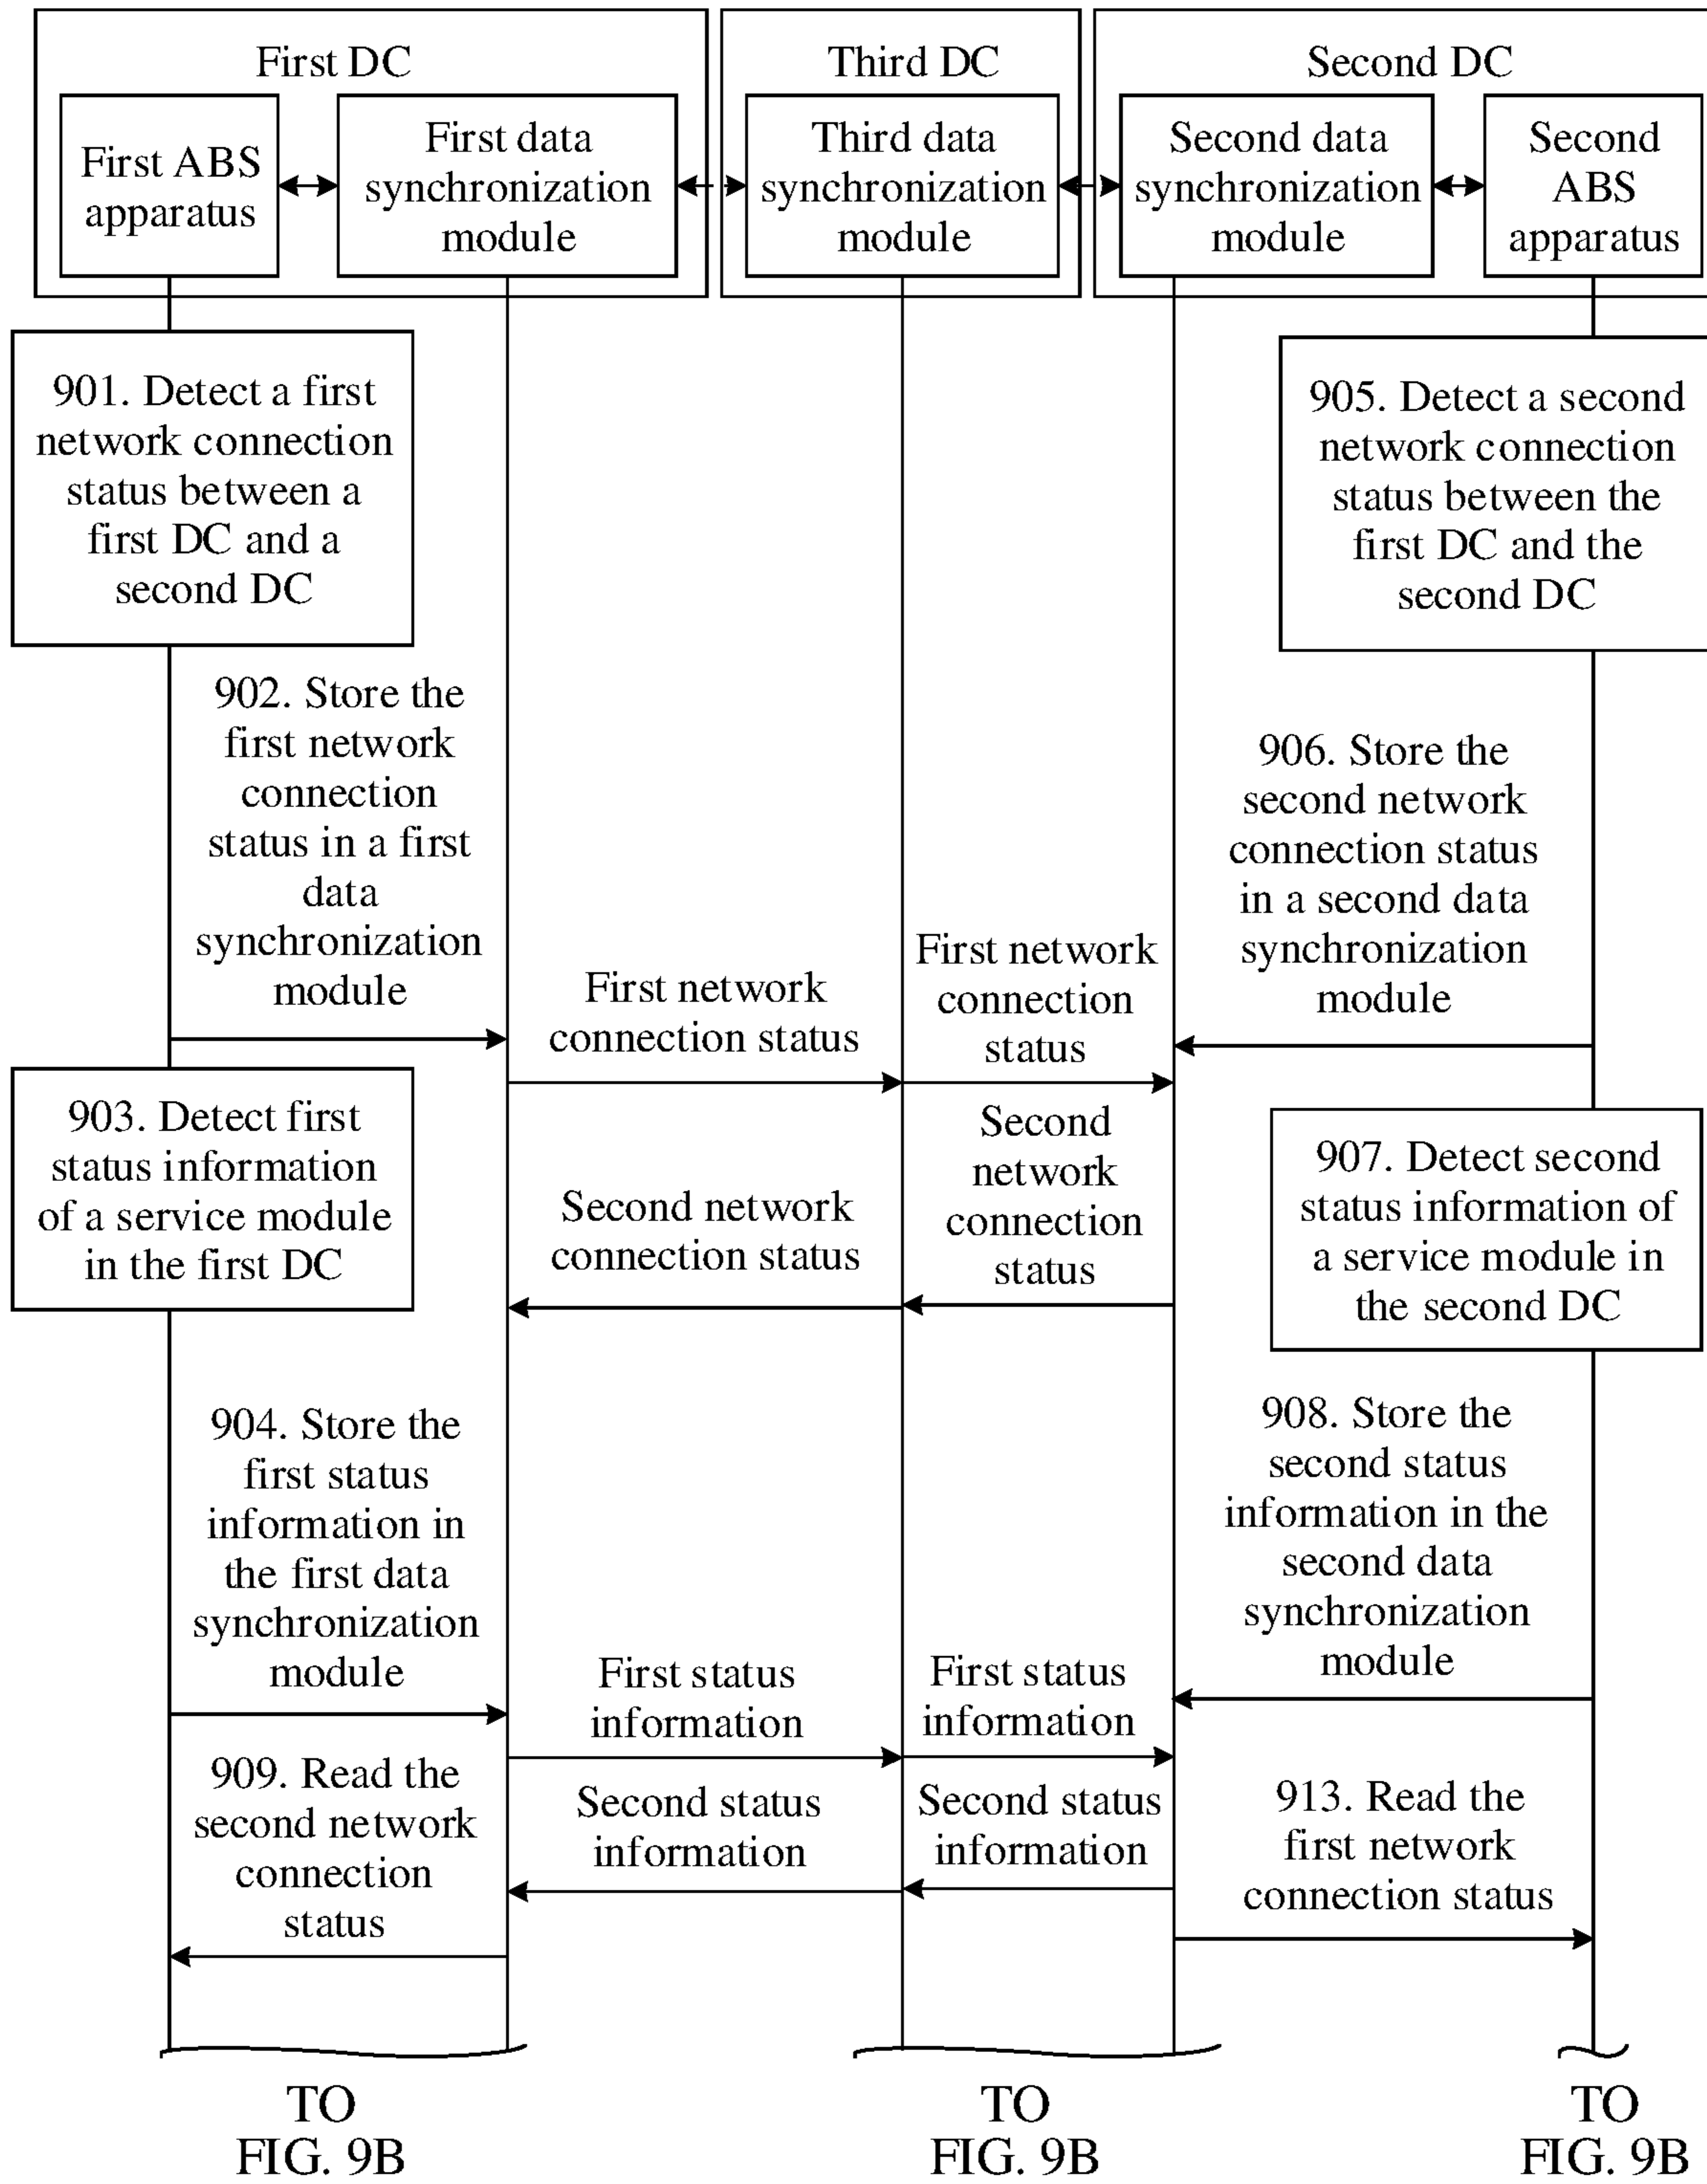 First DC
Third DC
Second DC
First ABS
apparatus
First data
synchronization
module
Third data
synchronization
module
Second data
synchronization
module
Second
ABS
apparatus
901. Detect a first
network connection
status between a
first DC and a
second DC
905. Detect a second
network connection
status between the
first DC and the
second DC
902. Store the
first network
connection
status in a first
data
synchronization
module
906. Store the
second network
connection status
in a second data
synchronization
module
First network
connection status
First network
connection
status
903. Detect first
status information
of a service module
in the first DC
Second network
connection status
Second
network
connection
status
907. Detect second
status information of
a service module in
the second DC
904. Store the
first status
information in
the first data
synchronization
module
908. Store the
second status
information in the
second data
synchronization
module
First status
information
First status
information
909. Read the
second network
connection
status
Second status
information
Second status
information
913. Read the
first network
connection status
TO
FIG. 9B
TO
FIG. 9B
TO
FIG. 9B